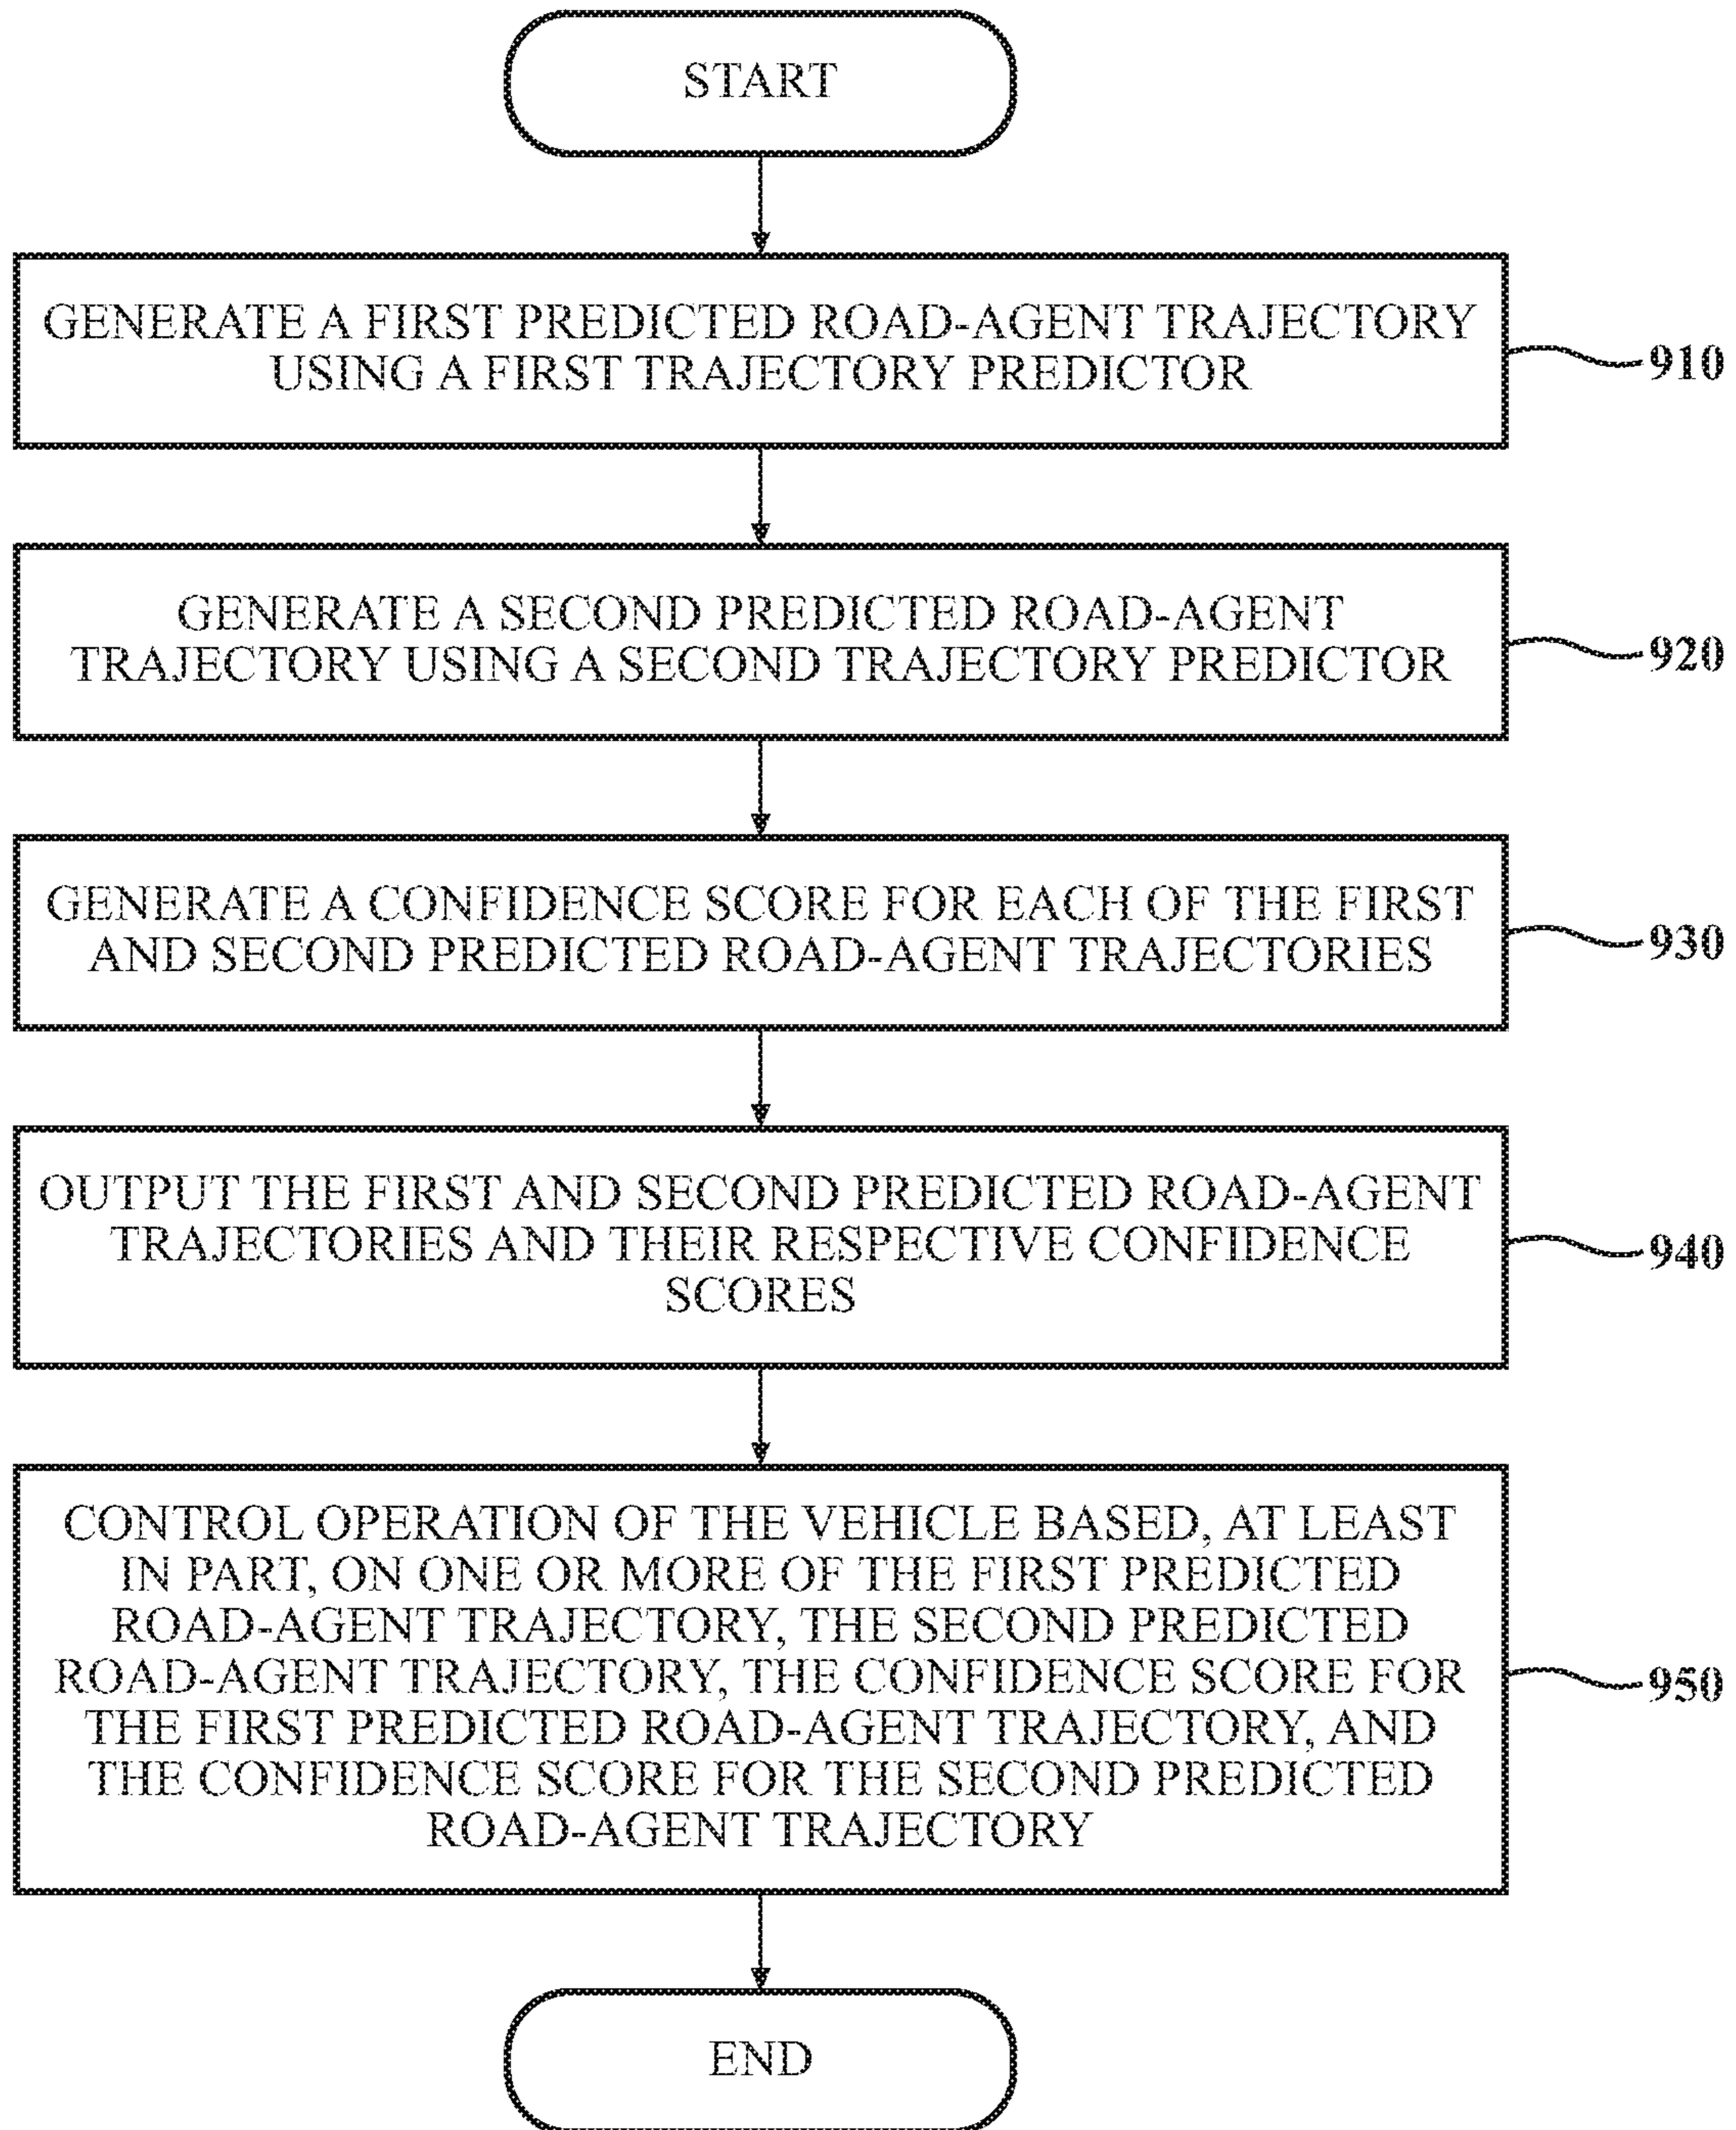 START
GENERATE A FIRST PREDICTED ROAD-AGENT TRAJECTORY
USING A FIRST TRAJECTORY PREDICTOR
910
GENERATE A SECOND PREDICTED ROAD-AGENT
TRAJECTORY USING A SECOND TRAJECTORY PREDICTOR
920
GENERATE A CONFIDENCE SCORE FOR EACH OF THE FIRST
AND SECOND PREDICTED ROAD-AGENT TRAJECTORIES
930
OUTPUT THE FIRST AND SECOND PREDICTED ROAD-AGENT
TRAJECTORIES AND THEIR RESPECTIVE CONFIDENCE
SCORES
940
CONTROL OPERATION OF THE VEHICLE BASED, AT LEAST
IN PART, ON ONE OR MORE OF THE FIRST PREDICTED
ROAD-AGENT TRAJECTORY, THE SECOND PREDICTED
ROAD-AGENT TRAJECTORY, THE CONFIDENCE SCORE FOR
THE FIRST PREDICTED ROAD-AGENT TRAJECTORY, AND
THE CONFIDENCE SCORE FOR THE SECOND PREDICTED
ROAD-AGENT TRAJECTORY
950
END